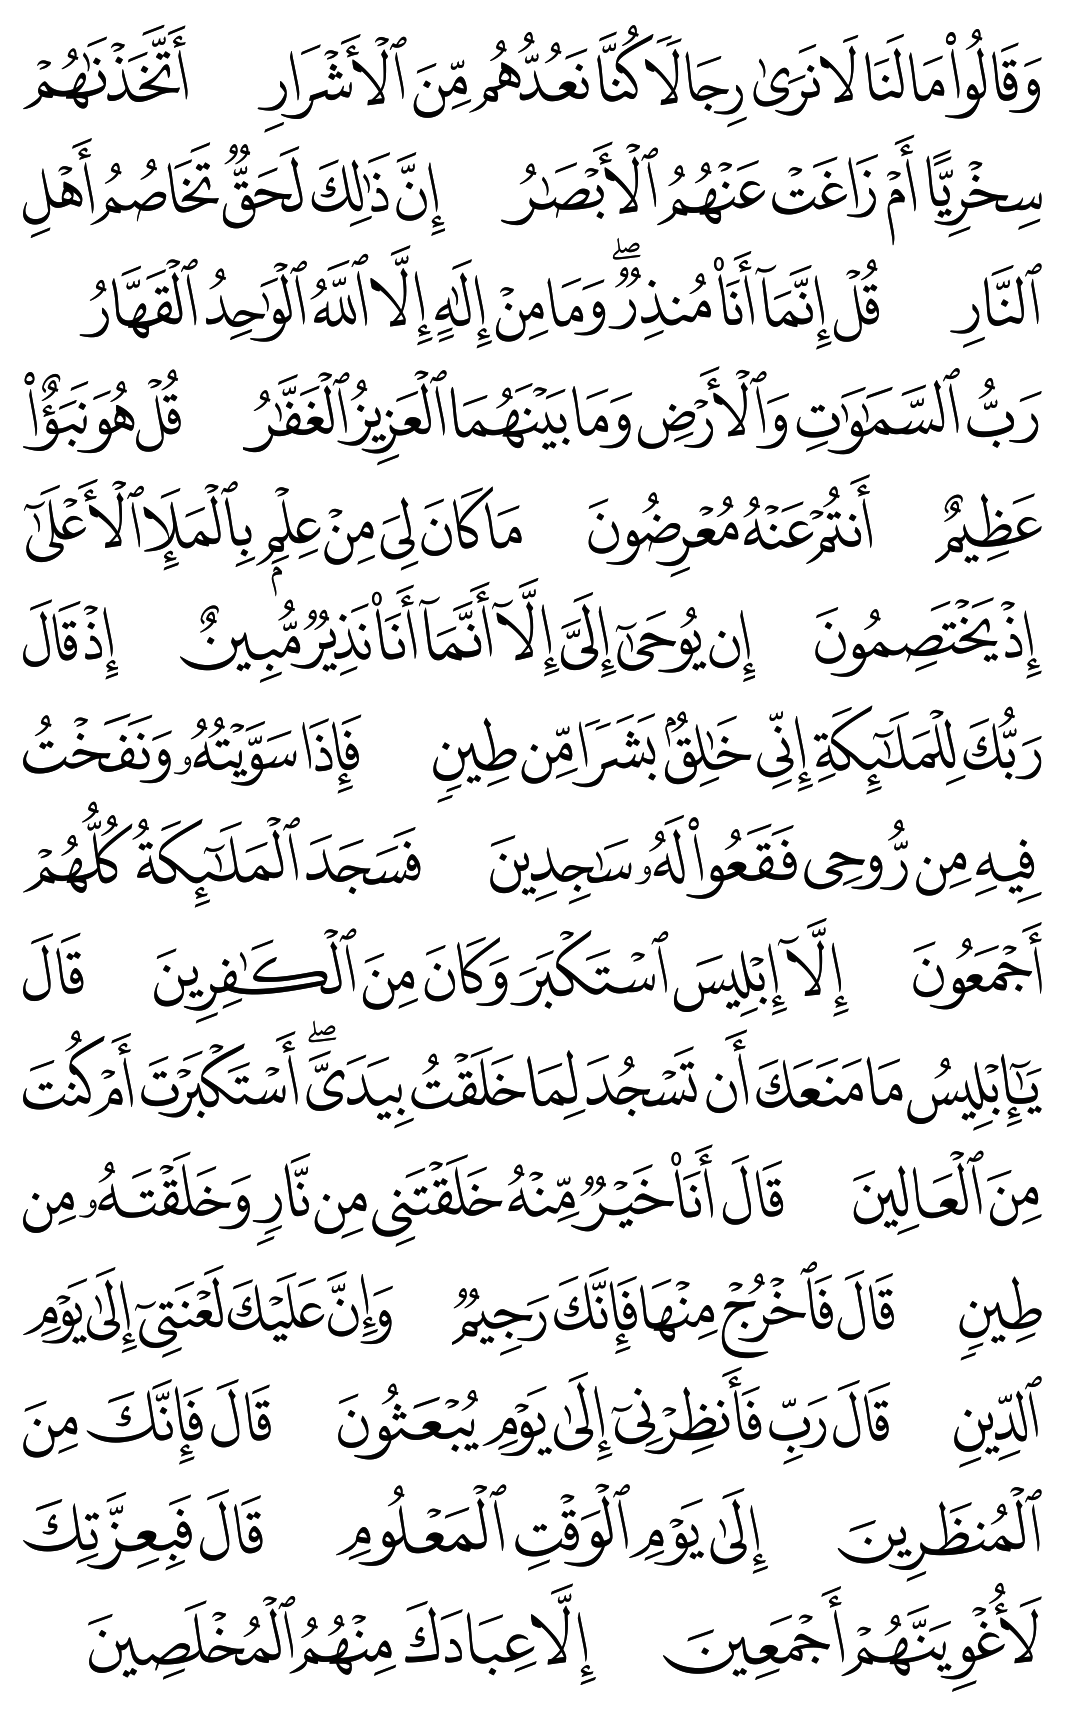 وَقَالُوا۟ مَا لَنَا لَا نَرَىٰ رِجَالًا كُنَّا نَعُدُّهُم مِّنَ ٱلْأَشْرَارِ أَتَّخَذْنَٰهُمْ
سِخْرِيًّا أَمْ زَاغَتْ عَنْهُمُ ٱلْأَبْصَٰرُ إِنَّ ذَٰلِكَ لَحَقٌّ تَخَاصُمُ أَهْلِ
ٱلنَّارِ قُلْ إِنَّمَآ أَنَا۠ مُنذِرٌ ۖ وَمَا مِنْ إِلَٰهٍ إِلَّا ٱللَّهُ ٱلْوَٰحِدُ ٱلْقَهَّارُ
رَبُّ ٱلسَّمَٰوَٰتِ وَٱلْأَرْضِ وَمَا بَيْنَهُمَا ٱلْعَزِيزُ ٱلْغَفَّٰرُ قُلْ هُوَ نَبَؤٌا۟
عَظِيمٌ أَنتُمْ عَنْهُ مُعْرِضُونَ مَا كَانَ لِىَ مِنْ عِلْمٍۭ بِٱلْمَلَإِ ٱلْأَعْلَىٰٓ
إِذْ يَخْتَصِمُونَ إِن يُوحَىٰٓ إِلَىَّ إِلَّآ أَنَّمَآ أَنَا۠ نَذِيرٌ مُّبِينٌ إِذْ قَالَ
رَبُّكَ لِلْمَلَٰٓئِكَةِ إِنِّى خَٰلِقٌۢ بَشَرًا مِّن طِينٍ فَإِذَا سَوَّيْتُهُۥ وَنَفَخْتُ
فِيهِ مِن رُّوحِى فَقَعُوا۟ لَهُۥ سَٰجِدِينَ فَسَجَدَ ٱلْمَلَٰٓئِكَةُ كُلُّهُمْ
أَجْمَعُونَ إِلَّآ إِبْلِيسَ ٱسْتَكْبَرَ وَكَانَ مِنَ ٱلْكَٰفِرِينَ قَالَ
يَٰٓإِبْلِيسُ مَا مَنَعَكَ أَن تَسْجُدَ لِمَا خَلَقْتُ بِيَدَىَّ ۖ أَسْتَكْبَرْتَ أَمْ كُنتَ
مِنَ ٱلْعَالِينَ قَالَ أَنَا۠ خَيْرٌ مِّنْهُ خَلَقْتَنِى مِن نَّارٍ وَخَلَقْتَهُۥ مِن
طِينٍ قَالَ فَٱخْرُجْ مِنْهَا فَإِنَّكَ رَجِيمٌ وَإِنَّ عَلَيْكَ لَعْنَتِىٓ إِلَىٰ يَوْمِ
ٱلدِّينِ قَالَ رَبِّ فَأَنظِرْنِىٓ إِلَىٰ يَوْمِ يُبْعَثُونَ قَالَ فَإِنَّكَ مِنَ
ٱلْمُنظَرِينَ إِلَىٰ يَوْمِ ٱلْوَقْتِ ٱلْمَعْلُومِ قَالَ فَبِعِزَّتِكَ
لَأُغْوِيَنَّهُمْ أَجْمَعِينَ إِلَّا عِبَادَكَ مِنْهُمُ ٱلْمُخْلَصِينَ